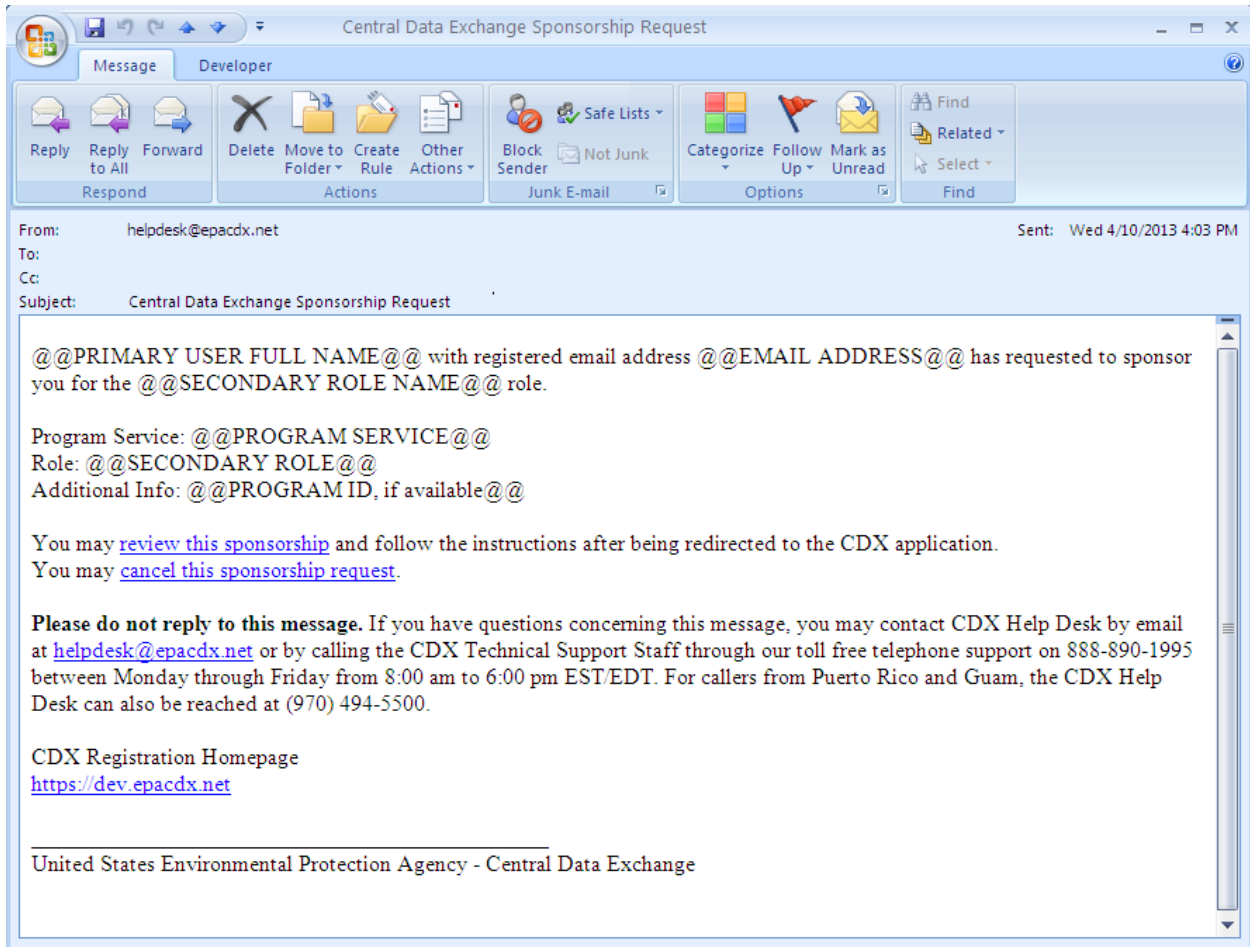 Central Data Exchange Sponsorship Request
Message Developer
Reply Reply to All Forward Delete Move to Folder Create Rule Other Actions Block Sender Safe Lists Not Junk Categorize Follow Up Mark as Unread Find Related Select
Respond Actions Junk E-mail Options Find
From: helpdesk@epacdx.net Sent: Wed 4/10/2013 4:03 PM
To:
Cc:
Subject: Central Data Exchange Sponsorship Request
@@PRIMARY USER FULL NAME@@ with registered email address @@EMAIL ADDRESS@@ has requested to sponsor
you for the @@SECONDARY ROLE NAME@@ role.
Program Service: @@PROGRAM SERVICE@@
Role: @@SECONDARY ROLE@@
Additional Info: @@PROGRAM ID, if available@@
You may review this sponsorship and follow the instructions after being redirected to the CDX application.
You may cancel this sponsorship request.
Please do not reply to this message. If you have questions concerning this message, you may contact CDX Help Desk by email
at helpdesk@epacdx.net or by calling the CDX Technical Support Staff through our toll free telephone support on 888-890-1995
between Monday through Friday from 8:00 am to 6:00 pm EST/EDT. For callers from Puerto Rico and Guam, the CDX Help
Desk can also be reached at (970) 494-5500.
CDX Registration Homepage
https://dev.epacdx.net
United States Environmental Protection Agency - Central Data Exchange